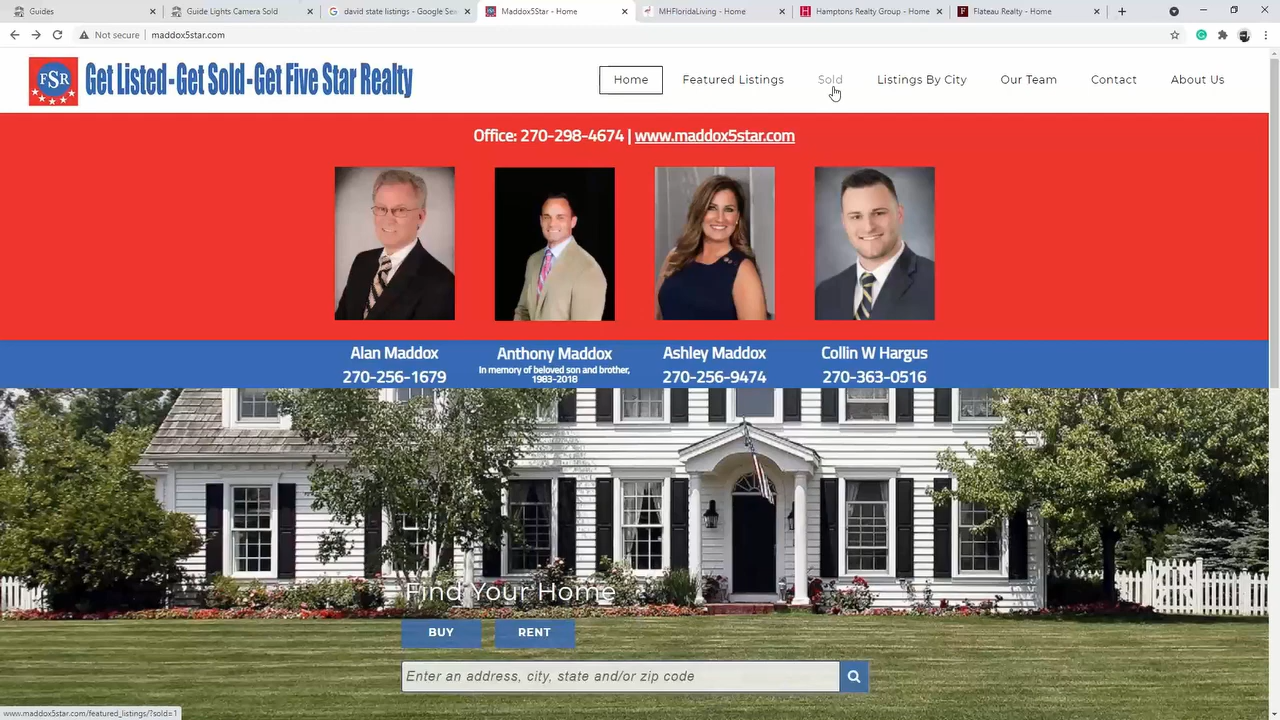 Guides
Guide Lights Camera Sold
david state listings - Google Sea
Maddox5Star - Home
MHFloridaLiving - Home
Hamptons Realty Group - Home
Flateau Realty - Home
Not secure
maddox5star.com
FSR
Get Listed-Get Sold-Get Five Star Realty
Home
Featured Listings
Sold
Listings By City
Our Team
Contact
About Us
Office: 270-298-4674 | www.maddox5star.com
Alan Maddox
270-256-1679
Anthony Maddox
In memory of beloved son and brother,
1983-2018
Ashley Maddox
270-256-9474
Collin W Hargus
270-363-0516
Find Your Home
BUY
RENT
Enter an address, city, state and/or zip code
www.maddox5star.com/featured_listings/?sold=1